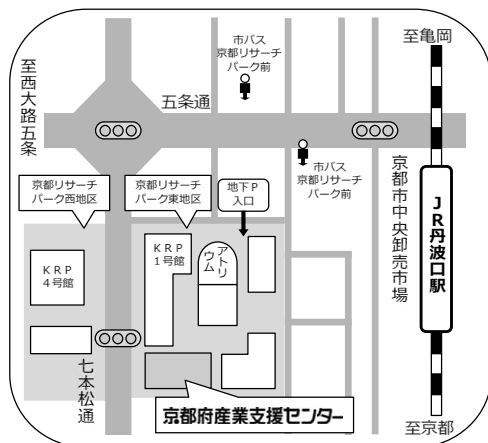 至亀岡
市バス
京都リサーチ
パーク前
至西大路五条
五条通
市バス
京都リサーチ
パーク前
京都リサーチ
パーク西地区
京都リサーチ
パーク東地区
地下P
入口
京都市中央卸売市場
JR丹波口駅
KRP
4号館
KRP
1号館
アトリ
ウム
七本松通
京都府産業支援センター
至京都